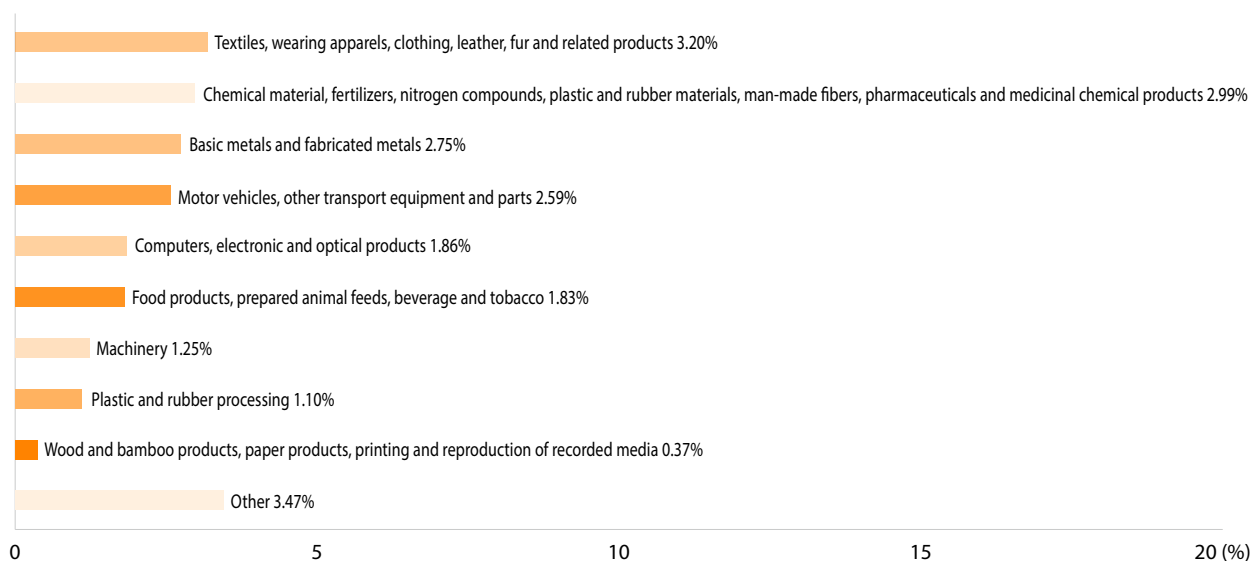 Textiles, wearing apparels, clothing, leather, fur and related products 3.20%
Chemical material, fertilizers, nitrogen compounds, plastic and rubber materials, man-made fibers, pharmaceuticals and medicinal chemical products 2.99%
Basic metals and fabricated metals 2.75%
Motor vehicles, other transport equipment and parts 2.59%
Computers, electronic and optical products 1.86%
Food products, prepared animal feeds, beverage and tobacco 1.83%
Machinery 1.25%
Plastic and rubber processing 1.10%
Wood and bamboo products, paper products, printing and reproduction of recorded media 0.37%
Other 3.47%
0 5 10 15 20 (%)